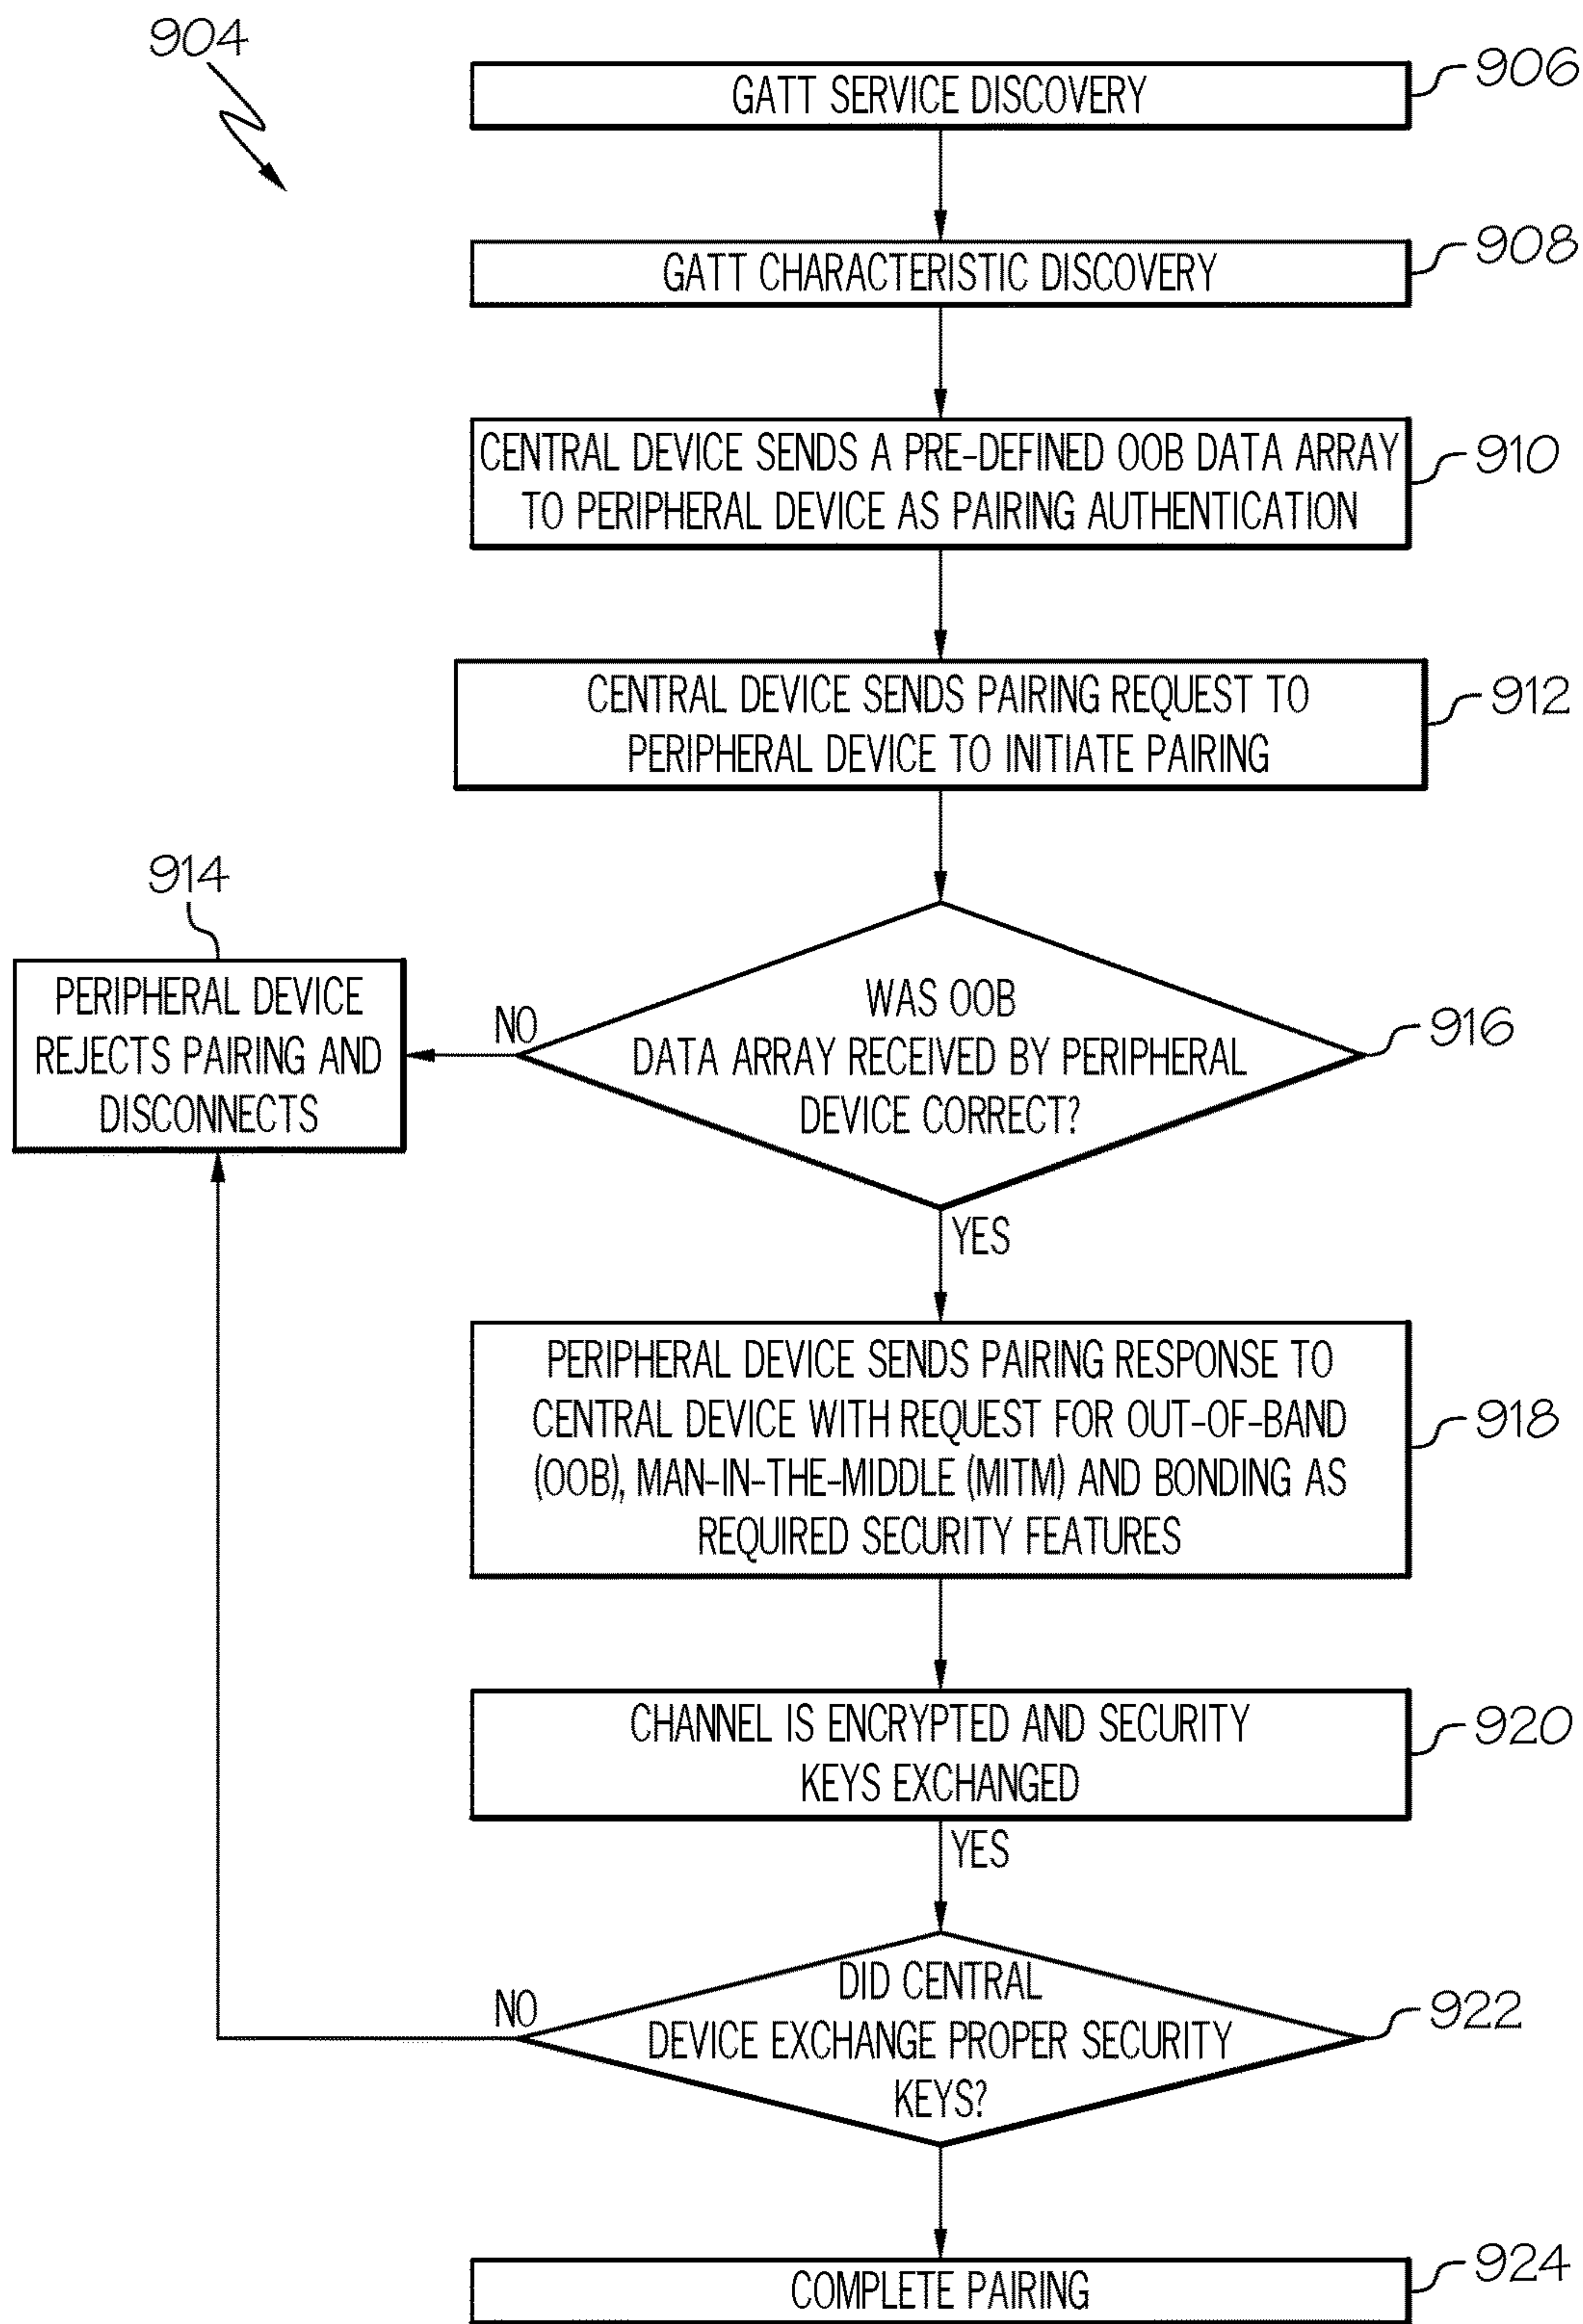 904
GATT SERVICE DISCOVERY
906
GATT CHARACTERISTIC DISCOVERY
908
CENTRAL DEVICE SENDS A PRE-DEFINED OOB DATA ARRAY
TO PERIPHERAL DEVICE AS PAIRING AUTHENTICATION
910
CENTRAL DEVICE SENDS PAIRING REQUEST TO
PERIPHERAL DEVICE TO INITIATE PAIRING
912
914
PERIPHERAL DEVICE
REJECTS PAIRING AND
DISCONNECTS
NO
WAS OOB
DATA ARRAY RECEIVED BY PERIPHERAL
DEVICE CORRECT?
916
YES
PERIPHERAL DEVICE SENDS PAIRING RESPONSE TO
CENTRAL DEVICE WITH REQUEST FOR OUT-OF-BAND
(OOB), MAN-IN-THE-MIDDLE (MITM) AND BONDING AS
REQUIRED SECURITY FEATURES
918
CHANNEL IS ENCRYPTED AND SECURITY
KEYS EXCHANGED
920
YES
NO
DID CENTRAL
DEVICE EXCHANGE PROPER SECURITY
KEYS?
922
COMPLETE PAIRING
924